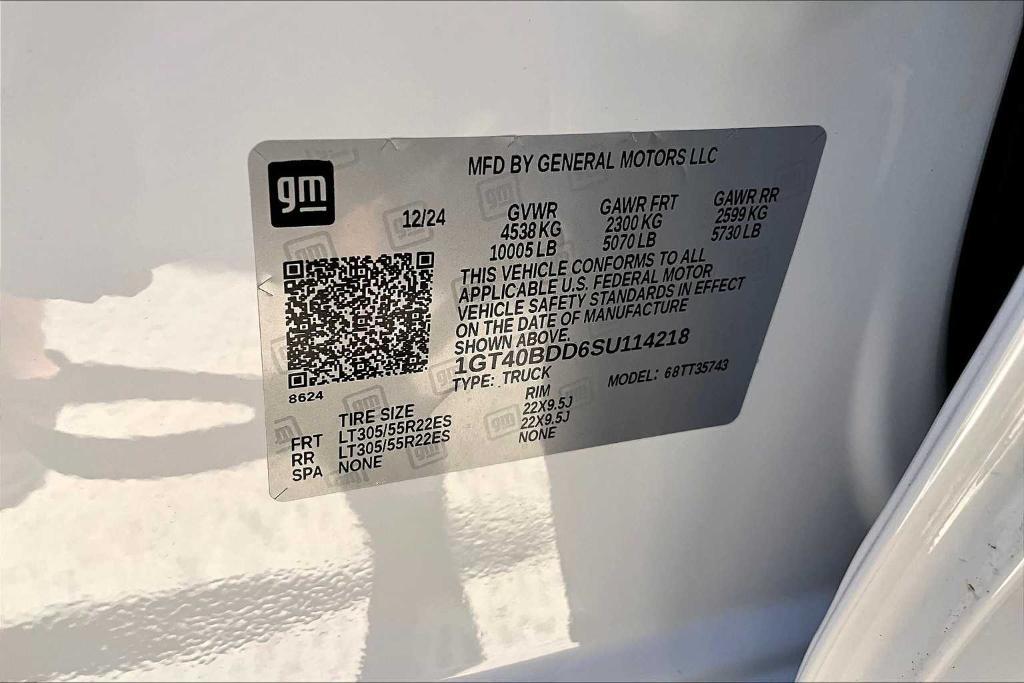 gm
MFD BY GENERAL MOTORS LLC
12/24
GVWR
4538 KG
10005 LB
GAWR FRT
2300 KG
5070 LB
GAWR RR
2599 KG
5730 LB
THIS VEHICLE CONFORMS TO ALL
APPLICABLE U.S. FEDERAL MOTOR
VEHICLE SAFETY STANDARDS IN EFFECT
ON THE DATE OF MANUFACTURE
SHOWN ABOVE.
1GT40BDD6SU114218
TYPE: TRUCK
MODEL: 68TT35743
8624
TIRE SIZE
RIM
FRT LT305/55R22ES 22X9.5J
RR LT305/55R22ES 22X9.5J
SPA NONE NONE